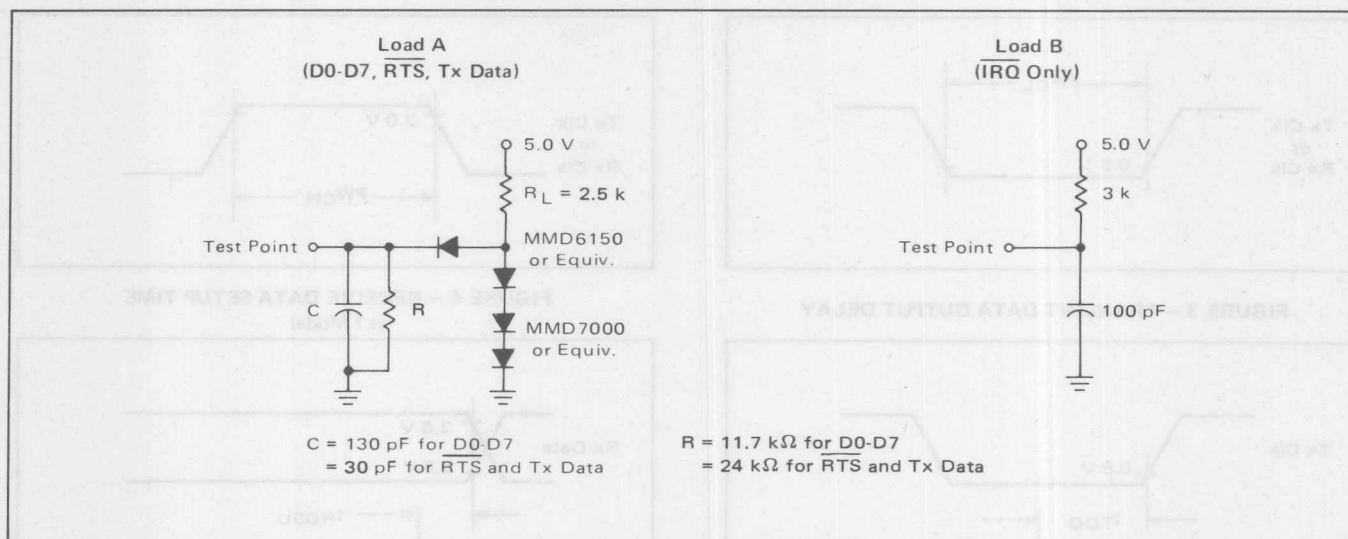 Load A
(D0-D7, RTS, Tx Data)
5.0 V
RL = 2.5 k
Test Point
MMD6150
or Equiv.
C
R
MMD7000
or Equiv.
C = 130 pF for D0-D7
= 30 pF for RTS and Tx Data
Load B
(IRQ Only)
5.0 V
3 k
Test Point
100 pF
R = 11.7 kΩ for D0-D7
= 24 kΩ for RTS and Tx Data